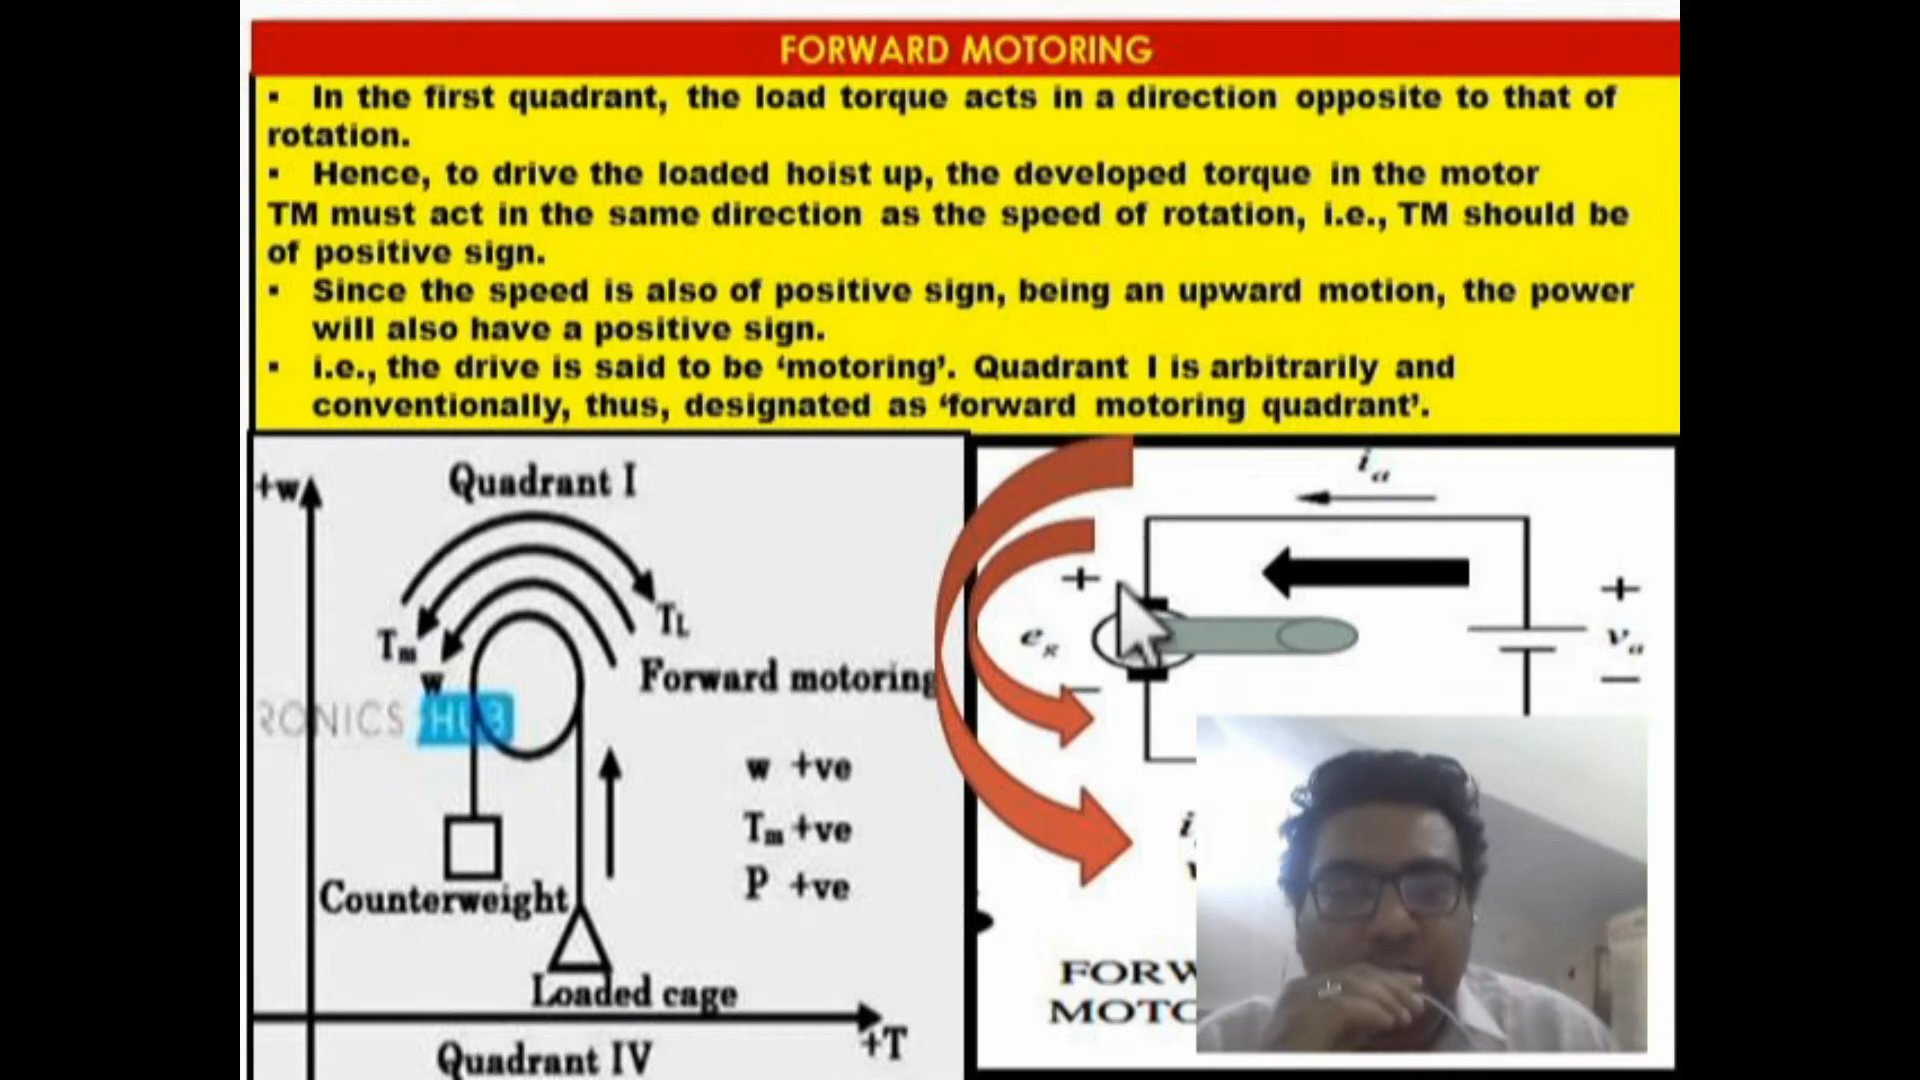 FORWARD MOTORING
▪ In the first quadrant, the load torque acts in a direction opposite to that of
rotation.
▪ Hence, to drive the loaded hoist up, the developed torque in the motor
TM must act in the same direction as the speed of rotation, i.e., TM should be
of positive sign.
▪ Since the speed is also of positive sign, being an upward motion, the power
will also have a positive sign.
▪ i.e., the drive is said to be ‘motoring’. Quadrant I is arbitrarily and
conventionally, thus, designated as ‘forward motoring quadrant’.
+w
Quadrant I
TL
Tm
w
Forward motoring
RONICS HUB
w +ve
Tm +ve
P +ve
Counterweight
Loaded cage
+T
Quadrant IV
ia
+
+
eg
va
−
−
i
FORW
MOTO